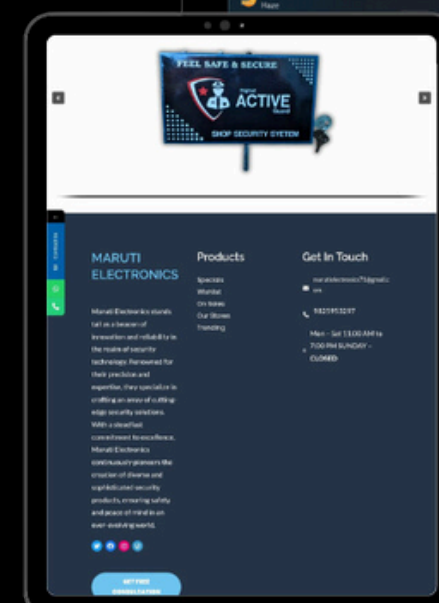 Haze
FEEL SAFE & SECURE
ACTIVE
SHOP SECURITY SYSTEM
MARUTI
ELECTRONICS
Maruti Electronics stands
tall as a beacon of
innovation and reliability in
the realm of security
technology. Renowned for
their precision and
expertise, they specialize in
crafting an array of cutting-
edge security solutions.
With a steadfast
commitment to excellence,
Maruti Electronics
continuously pioneers the
creation of diverse and
sophisticated security
products, ensuring safety
and peace of mind in an
ever-evolving world.
GET FREE
CONSULTATION
Products
Specials
Wishlist
On Sales
Our Stores
Trending
Get In Touch
Mon - Sat 11:00 AM to
7:00 PM SUNDAY -
CLOSED